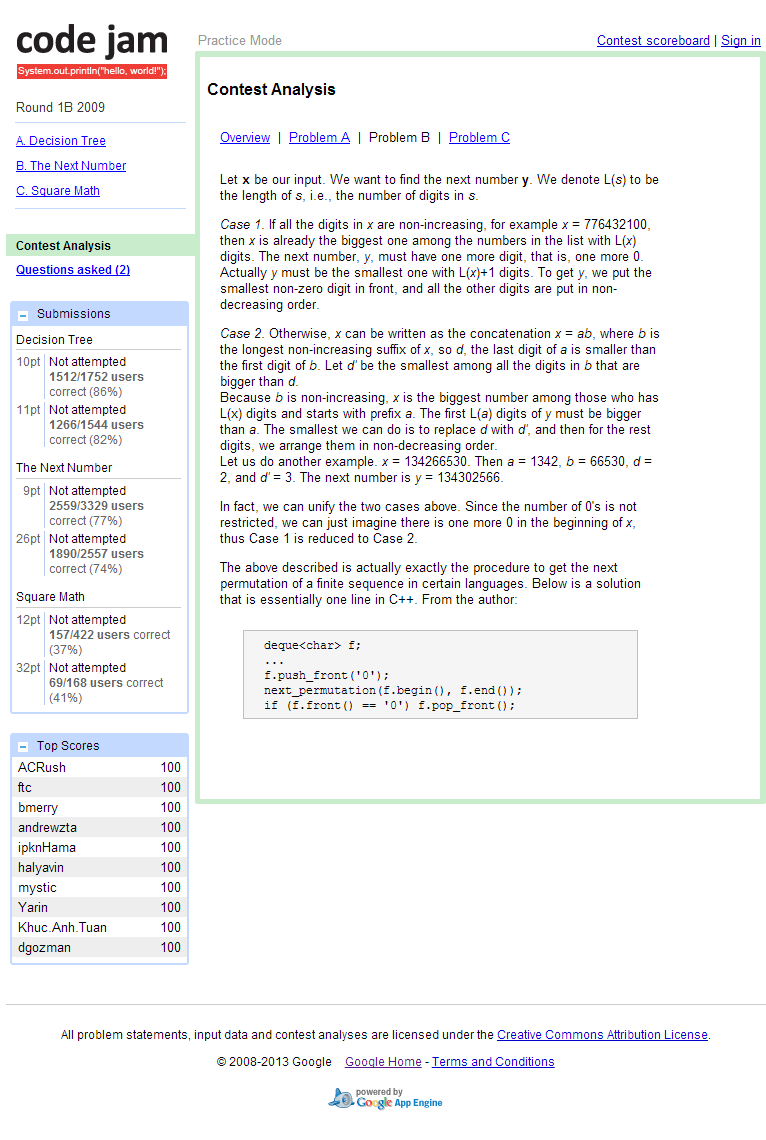 code jam
System.out.println("hello, world!");
Practice Mode
Contest scoreboard | Sign in
Round 1B 2009
A. Decision Tree
B. The Next Number
C. Square Math
Contest Analysis
Questions asked (2)
Submissions
Decision Tree
10pt Not attempted
1512/1752 users
correct (86%)
11pt Not attempted
1266/1544 users
correct (82%)
The Next Number
9pt Not attempted
2559/3329 users
correct (77%)
26pt Not attempted
1890/2557 users
correct (74%)
Square Math
12pt Not attempted
157/422 users correct
(37%)
32pt Not attempted
69/168 users correct
(41%)
Top Scores
ACRush 100
ftc 100
bmerry 100
andrewzta 100
ipknHama 100
halyavin 100
mystic 100
Yarin 100
Khuc.Anh.Tuan 100
dgozman 100
Contest Analysis
Overview | Problem A | Problem B | Problem C
Let x be our input. We want to find the next number y. We denote L(s) to be
the length of s, i.e., the number of digits in s.
Case 1. If all the digits in x are non-increasing, for example x = 776432100,
then x is already the biggest one among the numbers in the list with L(x)
digits. The next number, y, must have one more digit, that is, one more 0.
Actually y must be the smallest one with L(x)+1 digits. To get y, we put the
smallest non-zero digit in front, and all the other digits are put in non-
decreasing order.
Case 2. Otherwise, x can be written as the concatenation x = ab, where b is
the longest non-increasing suffix of x, so d, the last digit of a is smaller than
the first digit of b. Let d' be the smallest among all the digits in b that are
bigger than d.
Because b is non-increasing, x is the biggest number among those who has
L(x) digits and starts with prefix a. The first L(a) digits of y must be bigger
than a. The smallest we can do is to replace d with d', and then for the rest
digits, we arrange them in non-decreasing order.
Let us do another example. x = 134266530. Then a = 1342, b = 66530, d =
2, and d' = 3. The next number is y = 134302566.
In fact, we can unify the two cases above. Since the number of 0's is not
restricted, we can just imagine there is one more 0 in the beginning of x,
thus Case 1 is reduced to Case 2.
The above described is actually exactly the procedure to get the next
permutation of a finite sequence in certain languages. Below is a solution
that is essentially one line in C++. From the author:
deque<char> f;
...
f.push_front('0');
next_permutation(f.begin(), f.end());
if (f.front() == '0') f.pop_front();
All problem statements, input data and contest analyses are licensed under the Creative Commons Attribution License.
© 2008-2013 Google Google Home - Terms and Conditions
powered by
Google App Engine